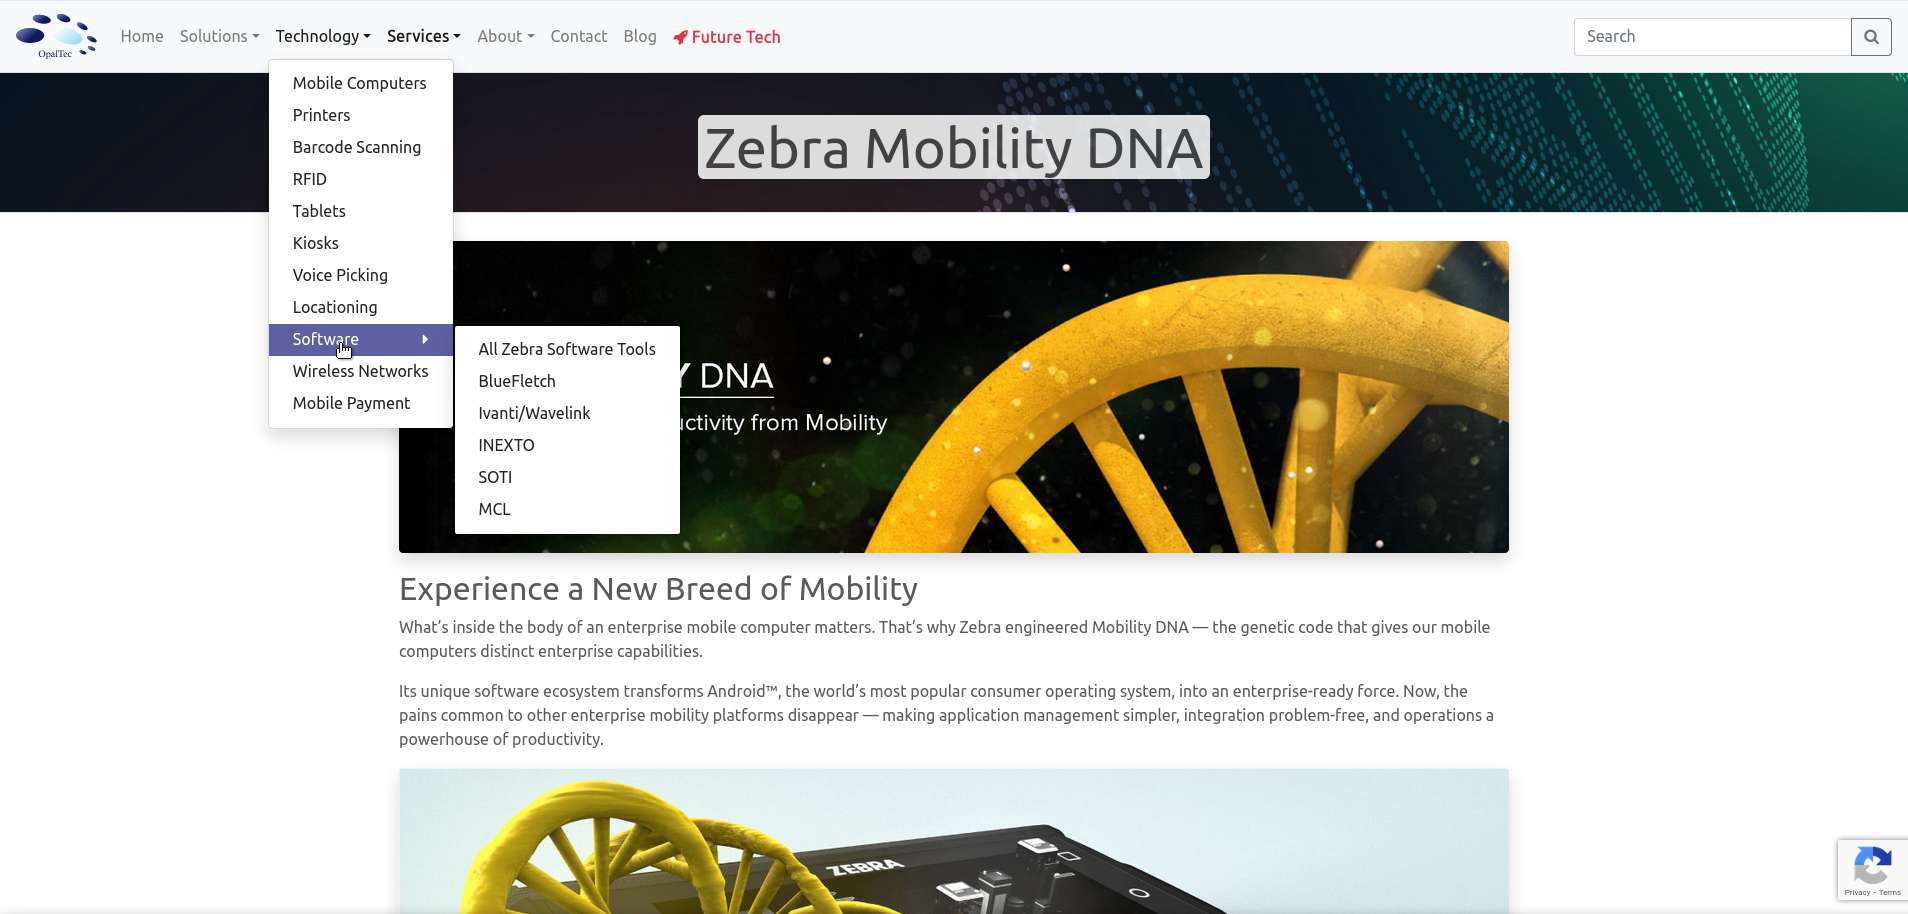 OpalTec
Home
Solutions
Technology
Services
About
Contact
Blog
Future Tech
Search
Mobile Computers
Printers
Barcode Scanning
RFID
Tablets
Kiosks
Voice Picking
Locationing
Software
Wireless Networks
Mobile Payment
All Zebra Software Tools
BlueFletch
Ivanti/Wavelink
INEXTO
SOTI
MCL
Zebra Mobility DNA
DNA
from Mobility
Experience a New Breed of Mobility
What’s inside the body of an enterprise mobile computer matters. That’s why Zebra engineered Mobility DNA — the genetic code that gives our mobile
computers distinct enterprise capabilities.
Its unique software ecosystem transforms Android™, the world’s most popular consumer operating system, into an enterprise-ready force. Now, the
pains common to other enterprise mobility platforms disappear — making application management simpler, integration problem-free, and operations a
powerhouse of productivity.
ZEBRA
Privacy - Terms